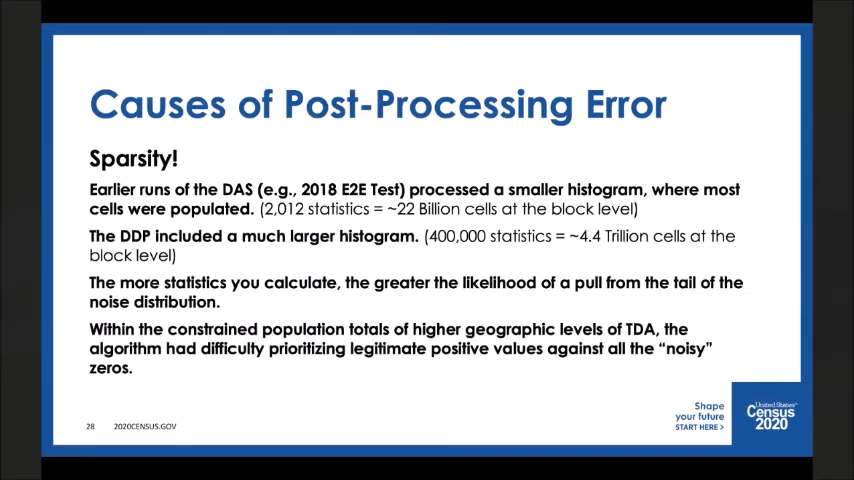 Causes of Post-Processing Error
Sparsity!
Earlier runs of the DAS (e.g., 2018 E2E Test) processed a smaller histogram, where most
cells were populated. (2,012 statistics = ~22 Billion cells at the block level)
The DDP included a much larger histogram. (400,000 statistics = ~4.4 Trillion cells at the
block level)
The more statistics you calculate, the greater the likelihood of a pull from the tail of the
noise distribution.
Within the constrained population totals of higher geographic levels of TDA, the
algorithm had difficulty prioritizing legitimate positive values against all the “noisy”
zeros.
28 2020CENSUS.GOV
Shape
your future
START HERE >
United States™
Census
2020